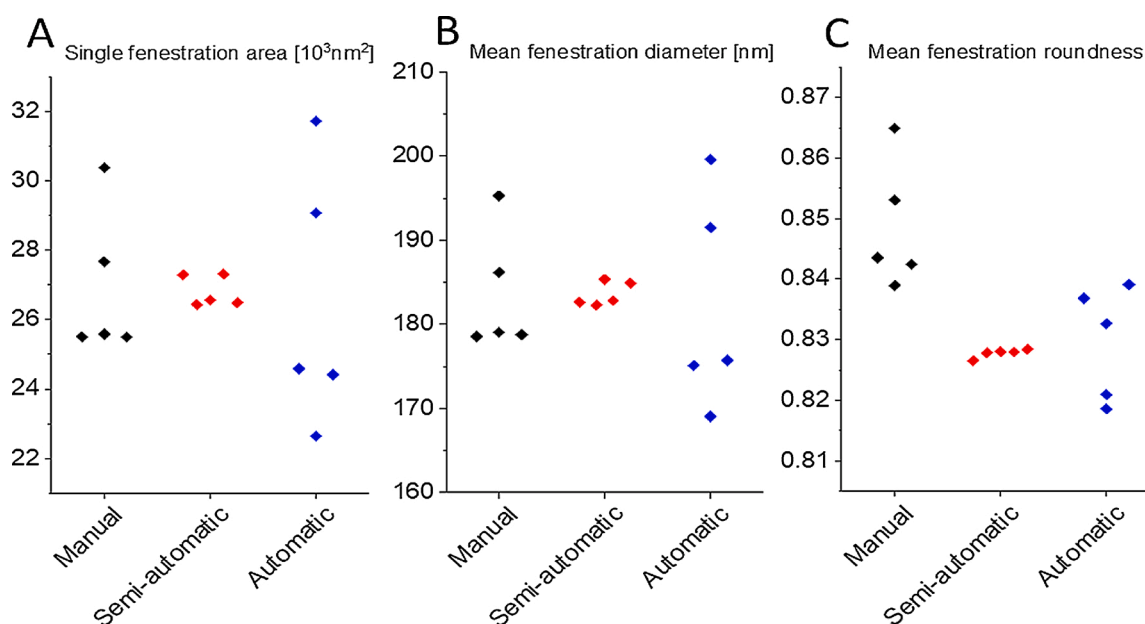 A
Single fenestration area [10³nm²]
32
30
28
26
24
22
Manual
Semi-automatic
Automatic
B
Mean fenestration diameter [nm]
210
200
190
180
170
160
Manual
Semi-automatic
Automatic
C
Mean fenestration roundness
0.87
0.86
0.85
0.84
0.83
0.82
0.81
Manual
Semi-automatic
Automatic